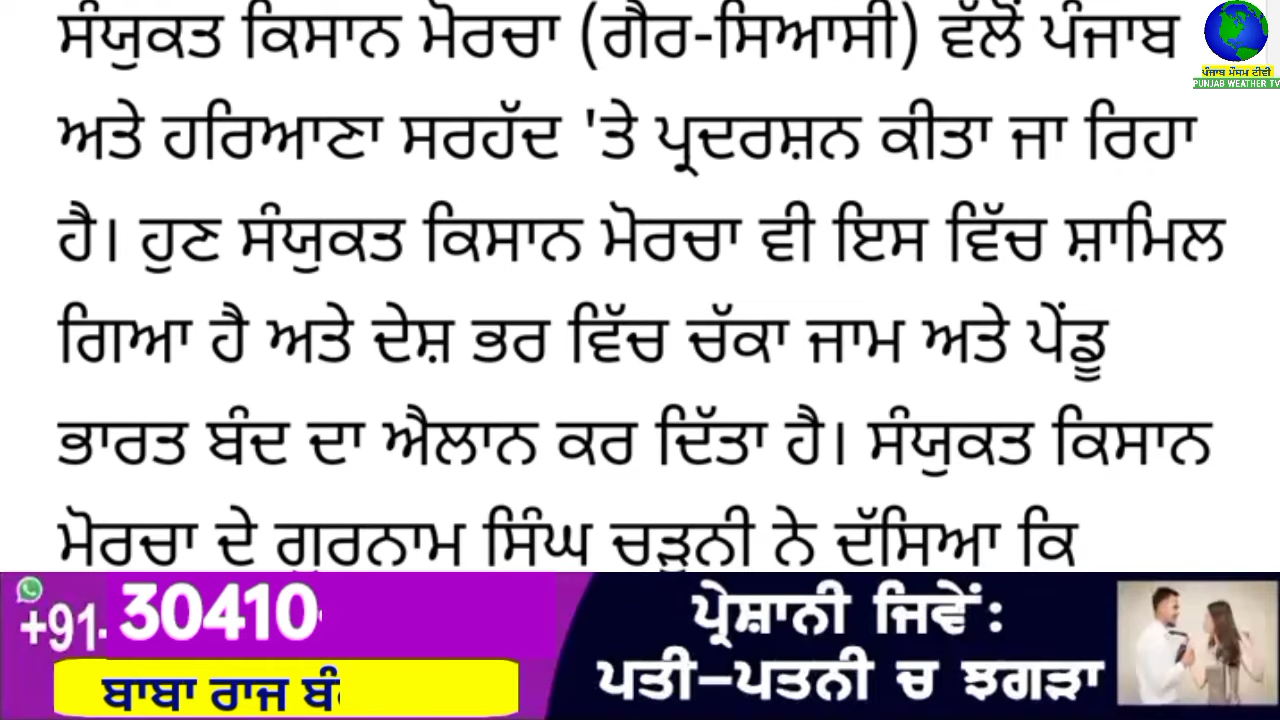 ਸੰਯੁਕਤ ਕਿਸਾਨ ਮੋਰਚਾ (ਗੈਰ-ਸਿਆਸੀ) ਵੱਲੋਂ ਪੰਜਾਬ
ਅਤੇ ਹਰਿਆਣਾ ਸਰਹੱਦ 'ਤੇ ਪ੍ਰਦਰਸ਼ਨ ਕੀਤਾ ਜਾ ਰਿਹਾ
ਹੈ। ਹੁਣ ਸੰਯੁਕਤ ਕਿਸਾਨ ਮੋਰਚਾ ਵੀ ਇਸ ਵਿੱਚ ਸ਼ਾਮਿਲ
ਗਿਆ ਹੈ ਅਤੇ ਦੇਸ਼ ਭਰ ਵਿੱਚ ਚੱਕਾ ਜਾਮ ਅਤੇ ਪੇਂਡੂ
ਭਾਰਤ ਬੰਦ ਦਾ ਐਲਾਨ ਕਰ ਦਿੱਤਾ ਹੈ। ਸੰਯੁਕਤ ਕਿਸਾਨ
ਮੋਰਚਾ ਦੇ ਗੁਰਨਾਮ ਸਿੰਘ ਚੜੂਨੀ ਨੇ ਦੱਸਿਆ ਕਿ
ਪੰਜਾਬ ਮੌਸਮ ਟੀਵੀ
PUNJAB WEATHER TV
+91- 30410
ਬਾਬਾ ਰਾਜ
ਪ੍ਰੇਸ਼ਾਨੀ ਜਿਵੇਂ:
ਪਤੀ-ਪਤਨੀ ਚ ਝਗੜਾ